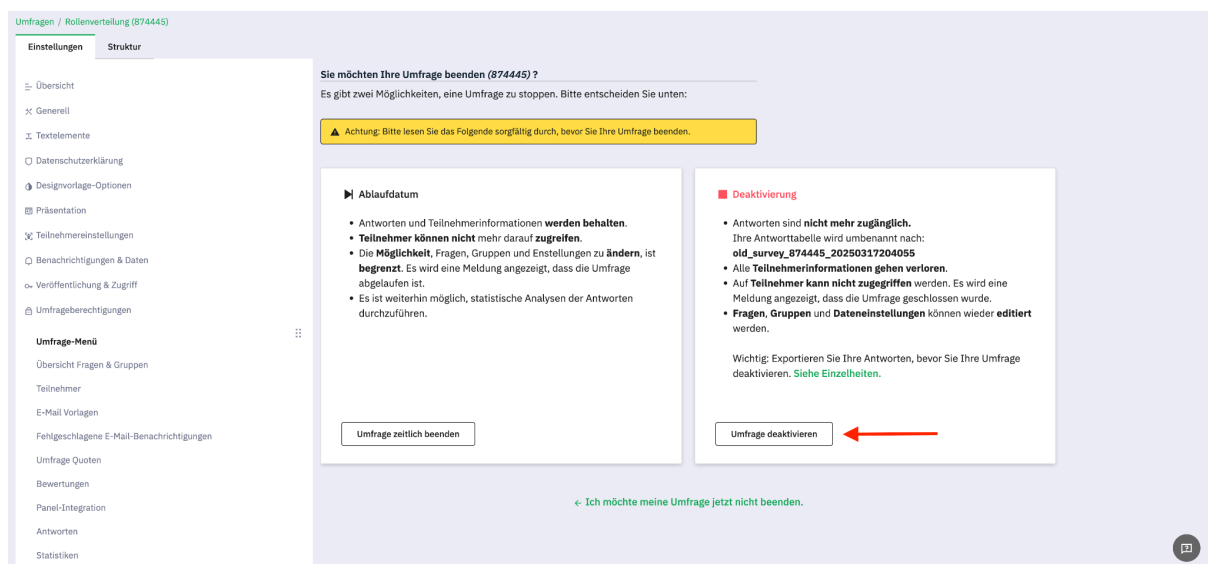 Umfragen / Rollenverteilung (874445)
Einstellungen
Struktur
Übersicht
Generell
Textelemente
Datenschutzerklärung
Designvorlage-Optionen
Präsentation
Teilnehmereinstellungen
Benachrichtigungen & Daten
Veröffentlichung & Zugriff
Umfrageberechtigungen
Umfrage-Menü
Übersicht Fragen & Gruppen
Teilnehmer
E-Mail Vorlagen
Fehlgeschlagene E-Mail-Benachrichtigungen
Umfrage Quoten
Bewertungen
Panel-Integration
Antworten
Statistiken
Sie möchten Ihre Umfrage beenden (874445) ?
Es gibt zwei Möglichkeiten, eine Umfrage zu stoppen. Bitte entscheiden Sie unten:
Achtung: Bitte lesen Sie das Folgende sorgfältig durch, bevor Sie Ihre Umfrage beenden.
Ablaufdatum
• Antworten und Teilnehmerinformationen werden behalten.
• Teilnehmer können nicht mehr darauf zugreifen.
• Die Möglichkeit, Fragen, Gruppen und Enstellungen zu ändern, ist
begrenzt. Es wird eine Meldung angezeigt, dass die Umfrage
abgelaufen ist.
• Es ist weiterhin möglich, statistische Analysen der Antworten
durchzuführen.
Umfrage zeitlich beenden
Deaktivierung
• Antworten sind nicht mehr zugänglich.
Ihre Antworttabelle wird umbenannt nach:
old_survey_874445_20250317204055
• Alle Teilnehmerinformationen gehen verloren.
• Auf Teilnehmer kann nicht zugegriffen werden. Es wird eine
Meldung angezeigt, dass die Umfrage geschlossen wurde.
• Fragen, Gruppen und Dateneinstellungen können wieder editiert
werden.
Wichtig: Exportieren Sie Ihre Antworten, bevor Sie Ihre Umfrage
deaktivieren. Siehe Einzelheiten.
Umfrage deaktivieren
← Ich möchte meine Umfrage jetzt nicht beenden.